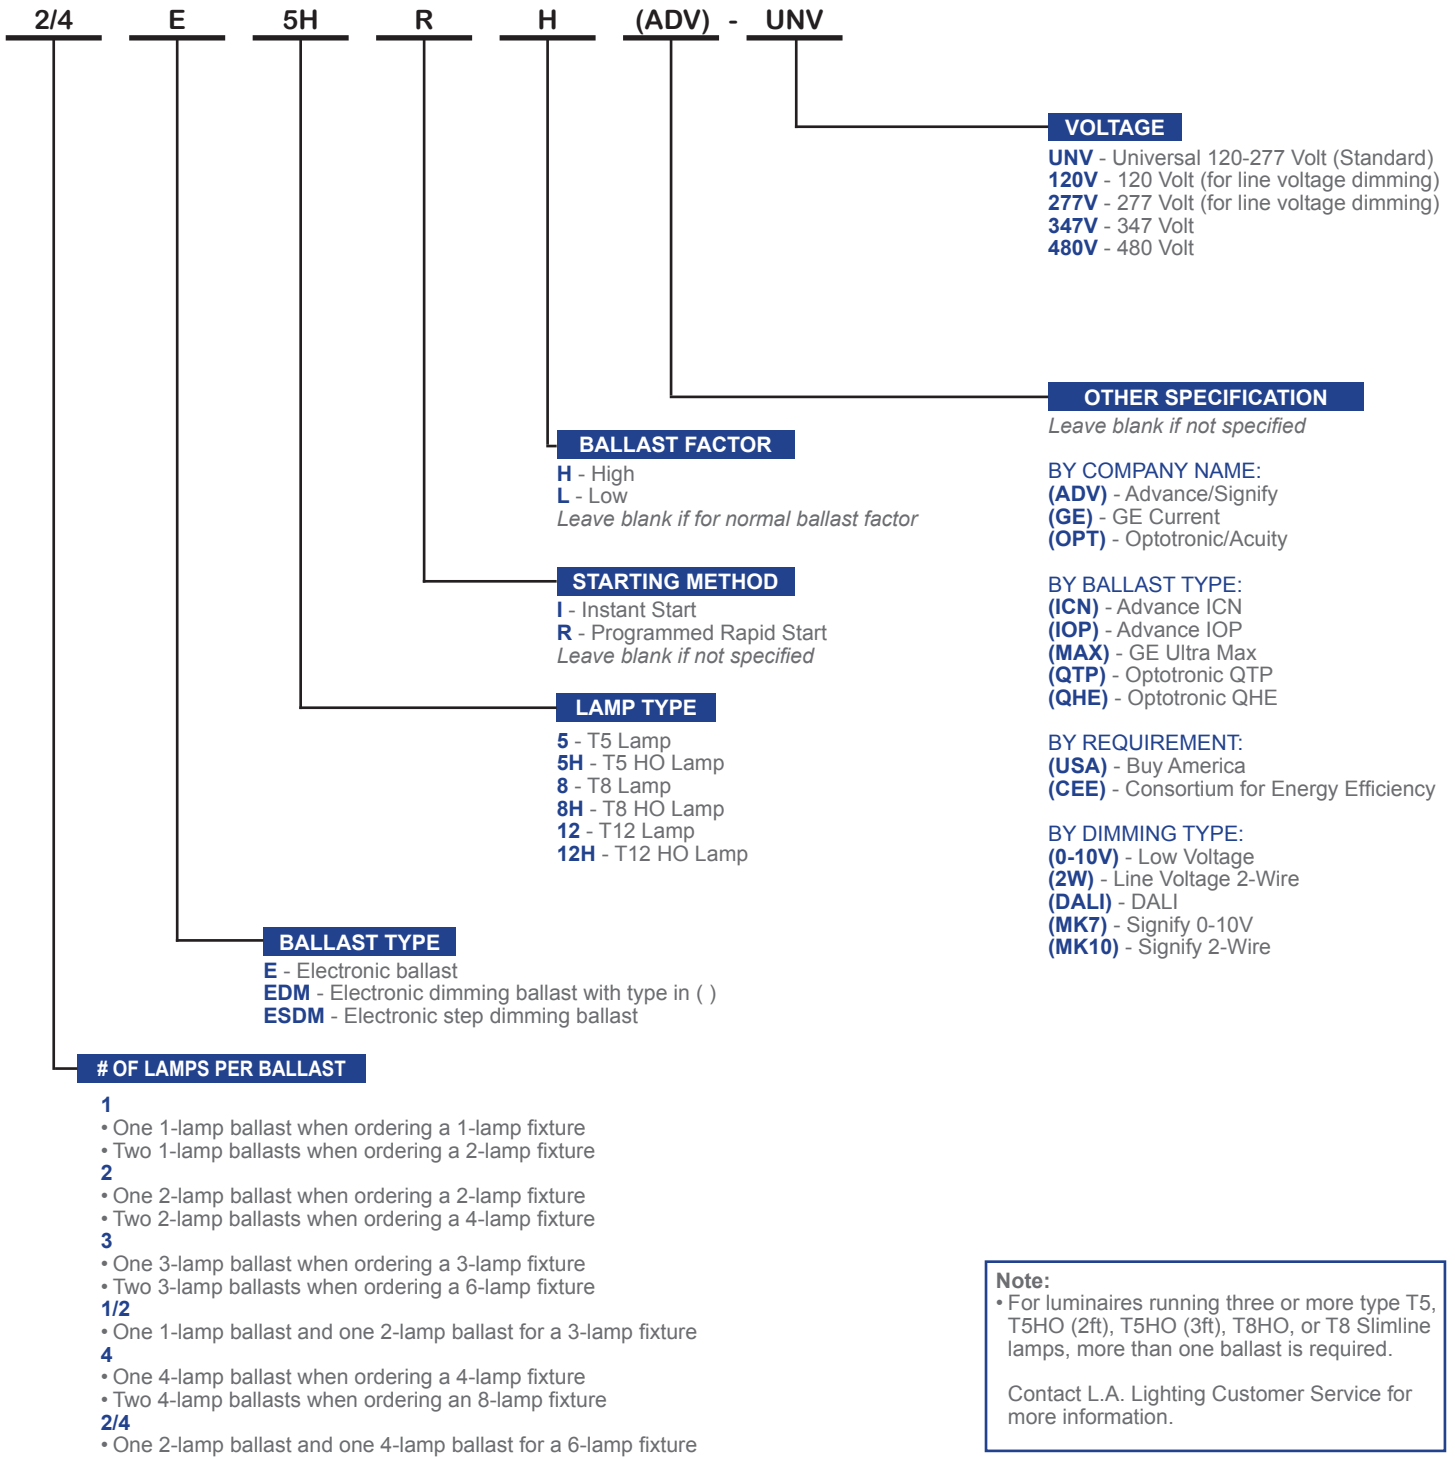 2/4 E 5H R H (ADV) - UNV
VOLTAGE
UNV - Universal 120-277 Volt (Standard)
120V - 120 Volt (for line voltage dimming)
277V - 277 Volt (for line voltage dimming)
347V - 347 Volt
480V - 480 Volt
OTHER SPECIFICATION
Leave blank if not specified
BY COMPANY NAME:
(ADV) - Advance/Signify
(GE) - GE Current
(OPT) - Optotronic/Acuity
BY BALLAST TYPE:
(ICN) - Advance ICN
(IOP) - Advance IOP
(MAX) - GE Ultra Max
(QTP) - Optotronic QTP
(QHE) - Optotronic QHE
BY REQUIREMENT:
(USA) - Buy America
(CEE) - Consortium for Energy Efficiency
BY DIMMING TYPE:
(0-10V) - Low Voltage
(2W) - Line Voltage 2-Wire
(DALI) - DALI
(MK7) - Signify 0-10V
(MK10) - Signify 2-Wire
BALLAST FACTOR
H - High
L - Low
Leave blank if for normal ballast factor
STARTING METHOD
I - Instant Start
R - Programmed Rapid Start
Leave blank if not specified
LAMP TYPE
5 - T5 Lamp
5H - T5 HO Lamp
8 - T8 Lamp
8H - T8 HO Lamp
12 - T12 Lamp
12H - T12 HO Lamp
BALLAST TYPE
E - Electronic ballast
EDM - Electronic dimming ballast with type in ( )
ESDM - Electronic step dimming ballast
# OF LAMPS PER BALLAST
1
• One 1-lamp ballast when ordering a 1-lamp fixture
• Two 1-lamp ballasts when ordering a 2-lamp fixture
2
• One 2-lamp ballast when ordering a 2-lamp fixture
• Two 2-lamp ballasts when ordering a 4-lamp fixture
3
• One 3-lamp ballast when ordering a 3-lamp fixture
• Two 3-lamp ballasts when ordering a 6-lamp fixture
1/2
• One 1-lamp ballast and one 2-lamp ballast for a 3-lamp fixture
4
• One 4-lamp ballast when ordering a 4-lamp fixture
• Two 4-lamp ballasts when ordering an 8-lamp fixture
2/4
• One 2-lamp ballast and one 4-lamp ballast for a 6-lamp fixture
Note:
• For luminaires running three or more type T5,
T5HO (2ft), T5HO (3ft), T8HO, or T8 Slimline
lamps, more than one ballast is required.
Contact L.A. Lighting Customer Service for
more information.